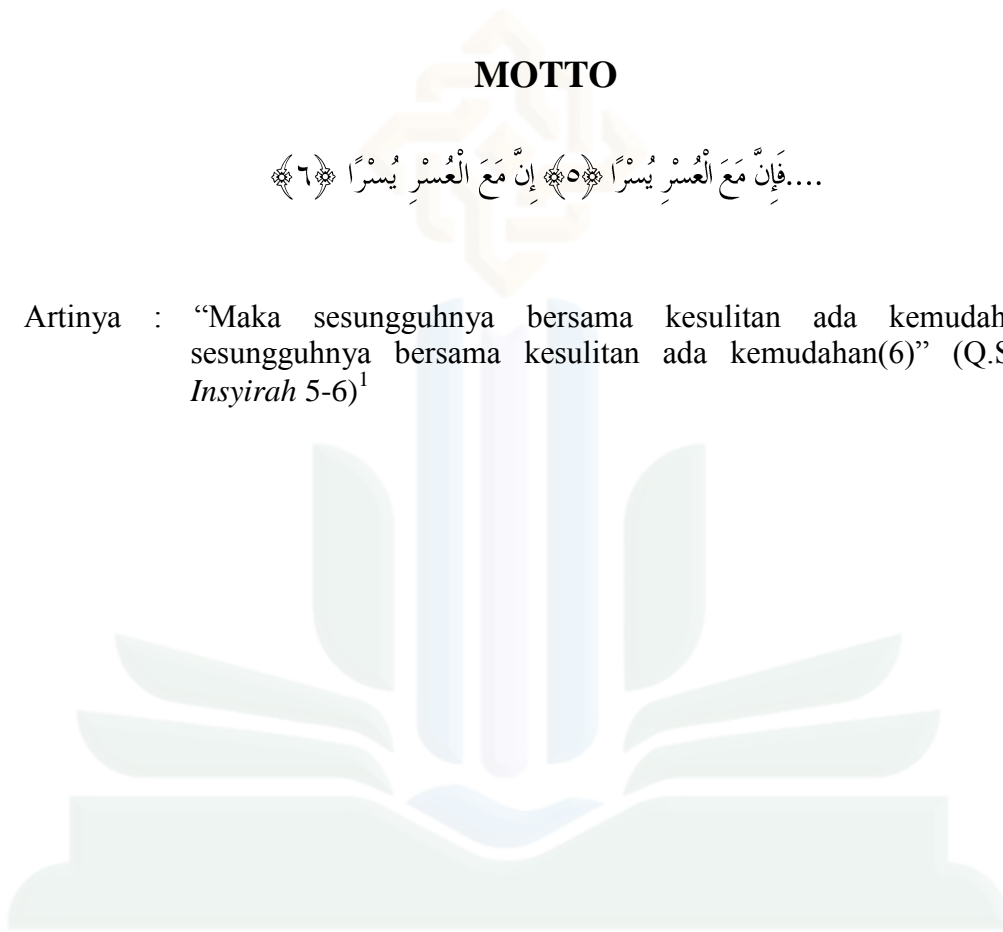 MOTTO
....فَإِنَّ مَعَ الْعُسْرِ يُسْرًا ﴿٥﴾ إِنَّ مَعَ الْعُسْرِ يُسْرًا ﴿٦﴾
Artinya : “Maka sesungguhnya bersama kesulitan ada
sesungguhnya bersama kesulitan ada kemudahan(6)”
Insyirah 5-6)1